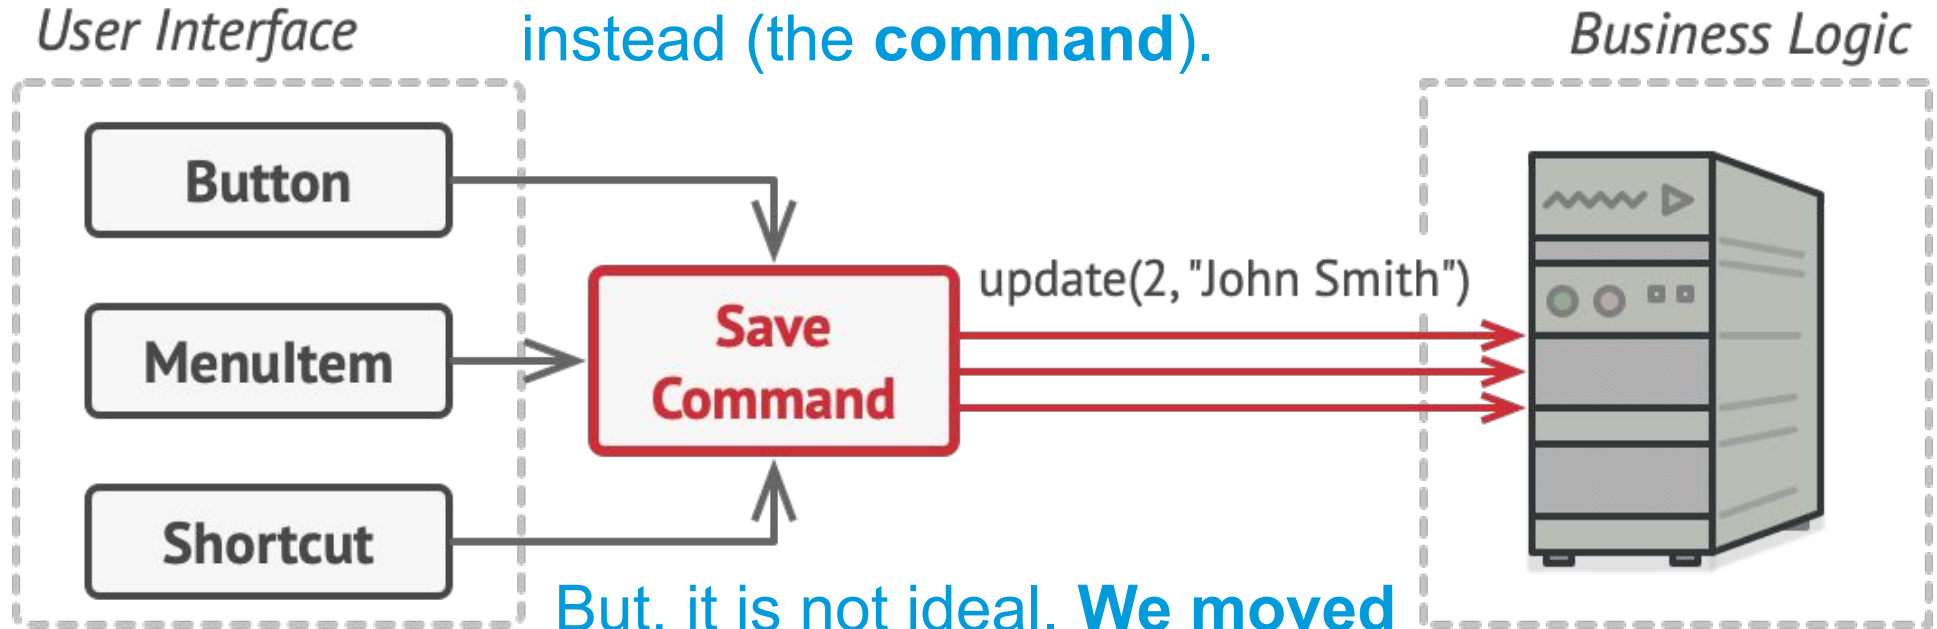 User Interface
instead (the command).
Business Logic
Button
MenuItem
Shortcut
Save
Command
update(2, "John Smith")
But, it is not ideal. We moved